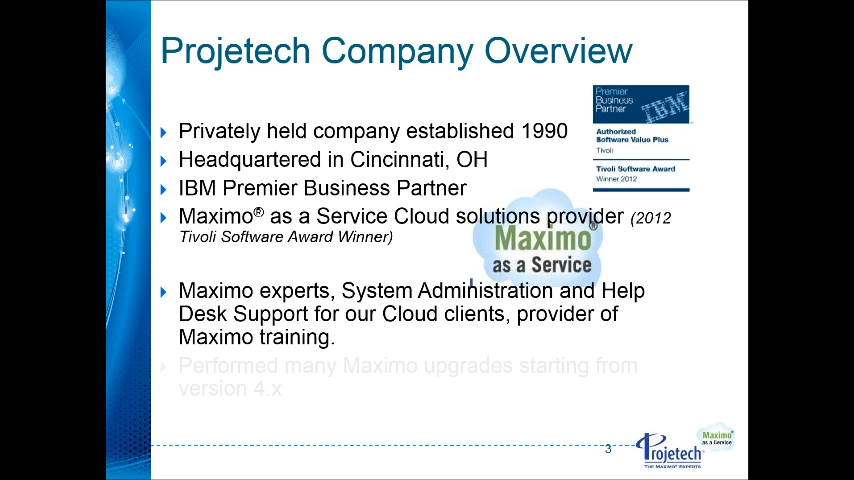 Projetech Company Overview
Premier
Business
Partner
IBM
Authorized
Software Value Plus
Tivoli
Tivoli Software Award
Winner 2012
Privately held company established 1990
Headquartered in Cincinnati, OH
IBM Premier Business Partner
Maximo® as a Service Cloud solutions provider (2012
Tivoli Software Award Winner)
Maximo®
as a Service
Maximo experts, System Administration and Help
Desk Support for our Cloud clients, provider of
Maximo training.
Performed many Maximo upgrades starting from
version 4.x
3
Projetech
THE MAXIMO® EXPERTS
Maximo®
as a Service